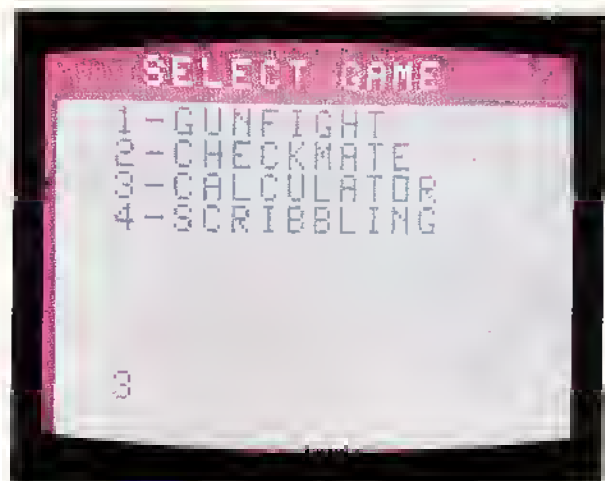 SELECT GAME
1-GUNFIGHT
2-CHECKMATE
3-CALCULATOR
4-SCRIBBLING
3